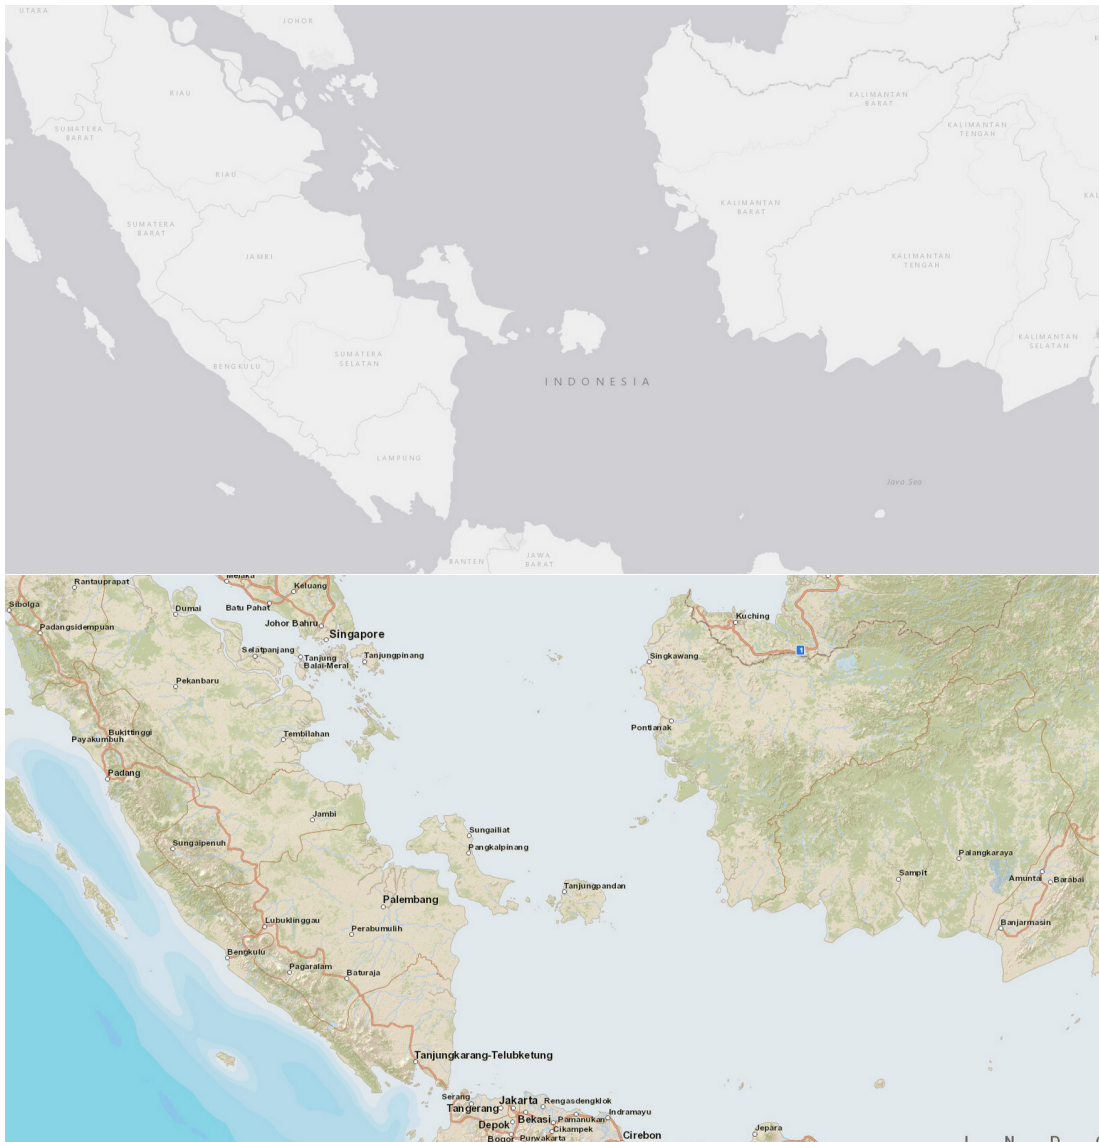 UTARA
JOHOR
RIAU
KALIMANTAN
BARAT
SUMATERA
BARAT
KALIMANTAN
TENGAH
RIAU
KALIMANTAN
BARAT
SUMATERA
BARAT
JAMBI
KALIMANTAN
TENGAH
KALIMANTAN
SELATAN
SUMATERA
SELATAN
BENGKULU
INDONESIA
LAMPUNG
Java Sea
BANTEN
JAWA
BARAT
Melaka
Rantauprapat
Keluang
Sibolga
Dumai
Batu Pahat
Kuching
Padangsidempuan
Johor Bahru
Singapore
Selatpanjang
Tanjung
Balai-Meral
Tanjungpinang
Singkawang
1
Pekanbaru
Pontianak
Bukittinggi
Payakumbuh
Tembilahan
Padang
Jambi
Sungailiat
Sungaipenuh
Pangkalpinang
Palangkaraya
Sampit
Amuntai
Barabai
Tanjungpandan
Palembang
Lubuklinggau
Perabumulih
Banjarmasin
Bengkulu
Pagaralam
Baturaja
Tanjungkarang-Telubketung
Serang
Jakarta
Rengasdengklok
Tangerang
Indramayu
Bekasi
Pamanukan
Depok
Cikampek
Jepara
Bogor
Purwakarta
Cirebon
I N D